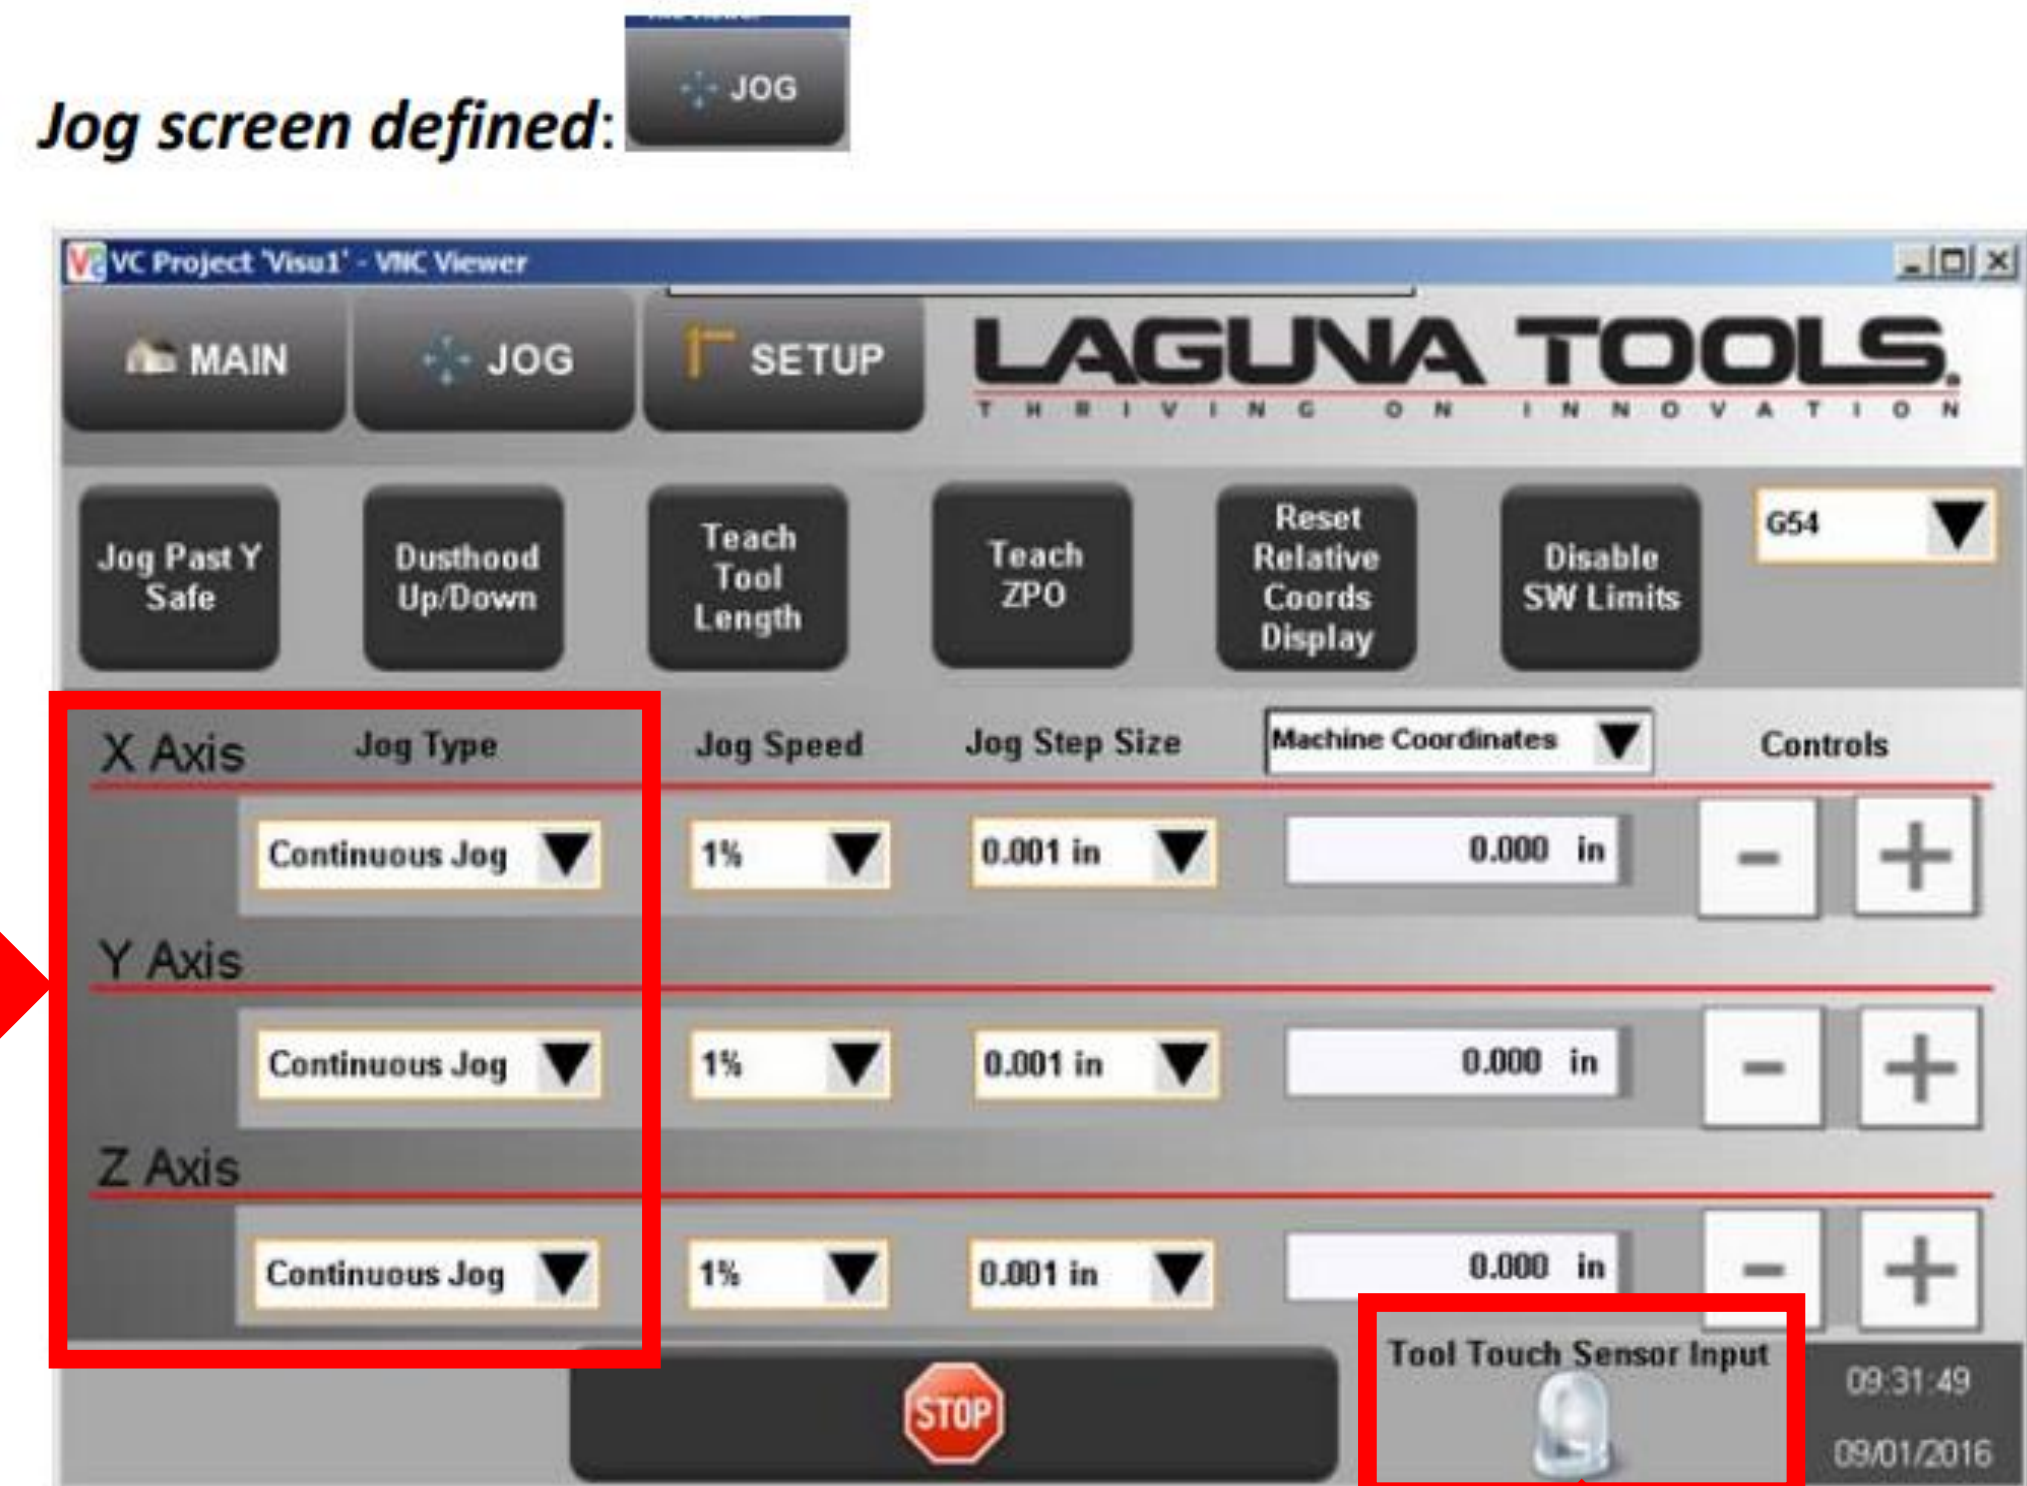 JOG
Jog screen defined:
VC Project 'Visu1' - VNC Viewer
MAIN
JOG
SETUP
LAGUNA TOOLS.
THRIVING ON INNOVATION
Jog Past Y
Safe
Dusthood
Up/Down
Teach
Tool
Length
Teach
ZPO
Reset
Relative
Coords
Display
Disable
SW Limits
G54
X Axis
Jog Type
Jog Speed
Jog Step Size
Machine Coordinates
Controls
Continuous Jog
1%
0.001 in
0.000 in
-
+
Y Axis
Continuous Jog
1%
0.001 in
0.000 in
-
+
Z Axis
Continuous Jog
1%
0.001 in
0.000 in
-
+
STOP
Tool Touch Sensor Input
09:31:49
09/01/2016